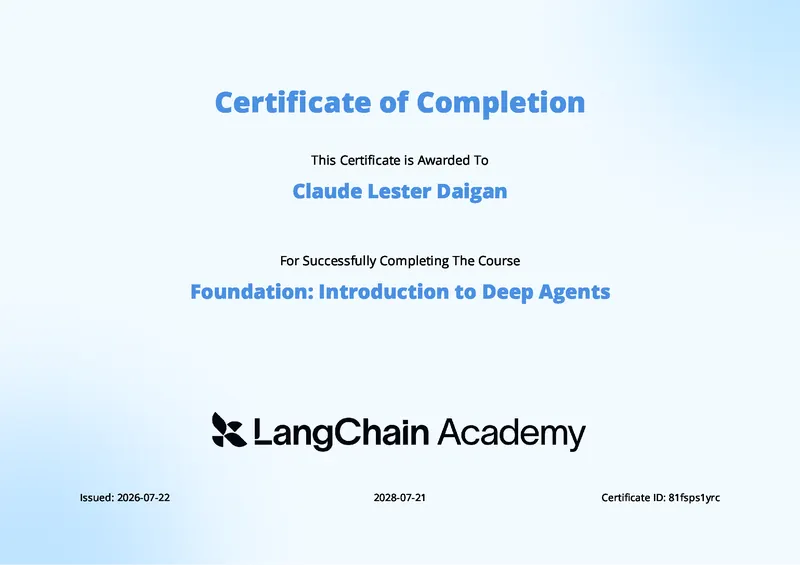 Certificate of Completion
This Certificate is Awarded To
Claude Lester Daigan
For Successfully Completing The Course
Foundation: Introduction to Deep Agents
LangChain Academy
Issued: 2026-07-22
2028-07-21
Certificate ID: 81fsps1yrc